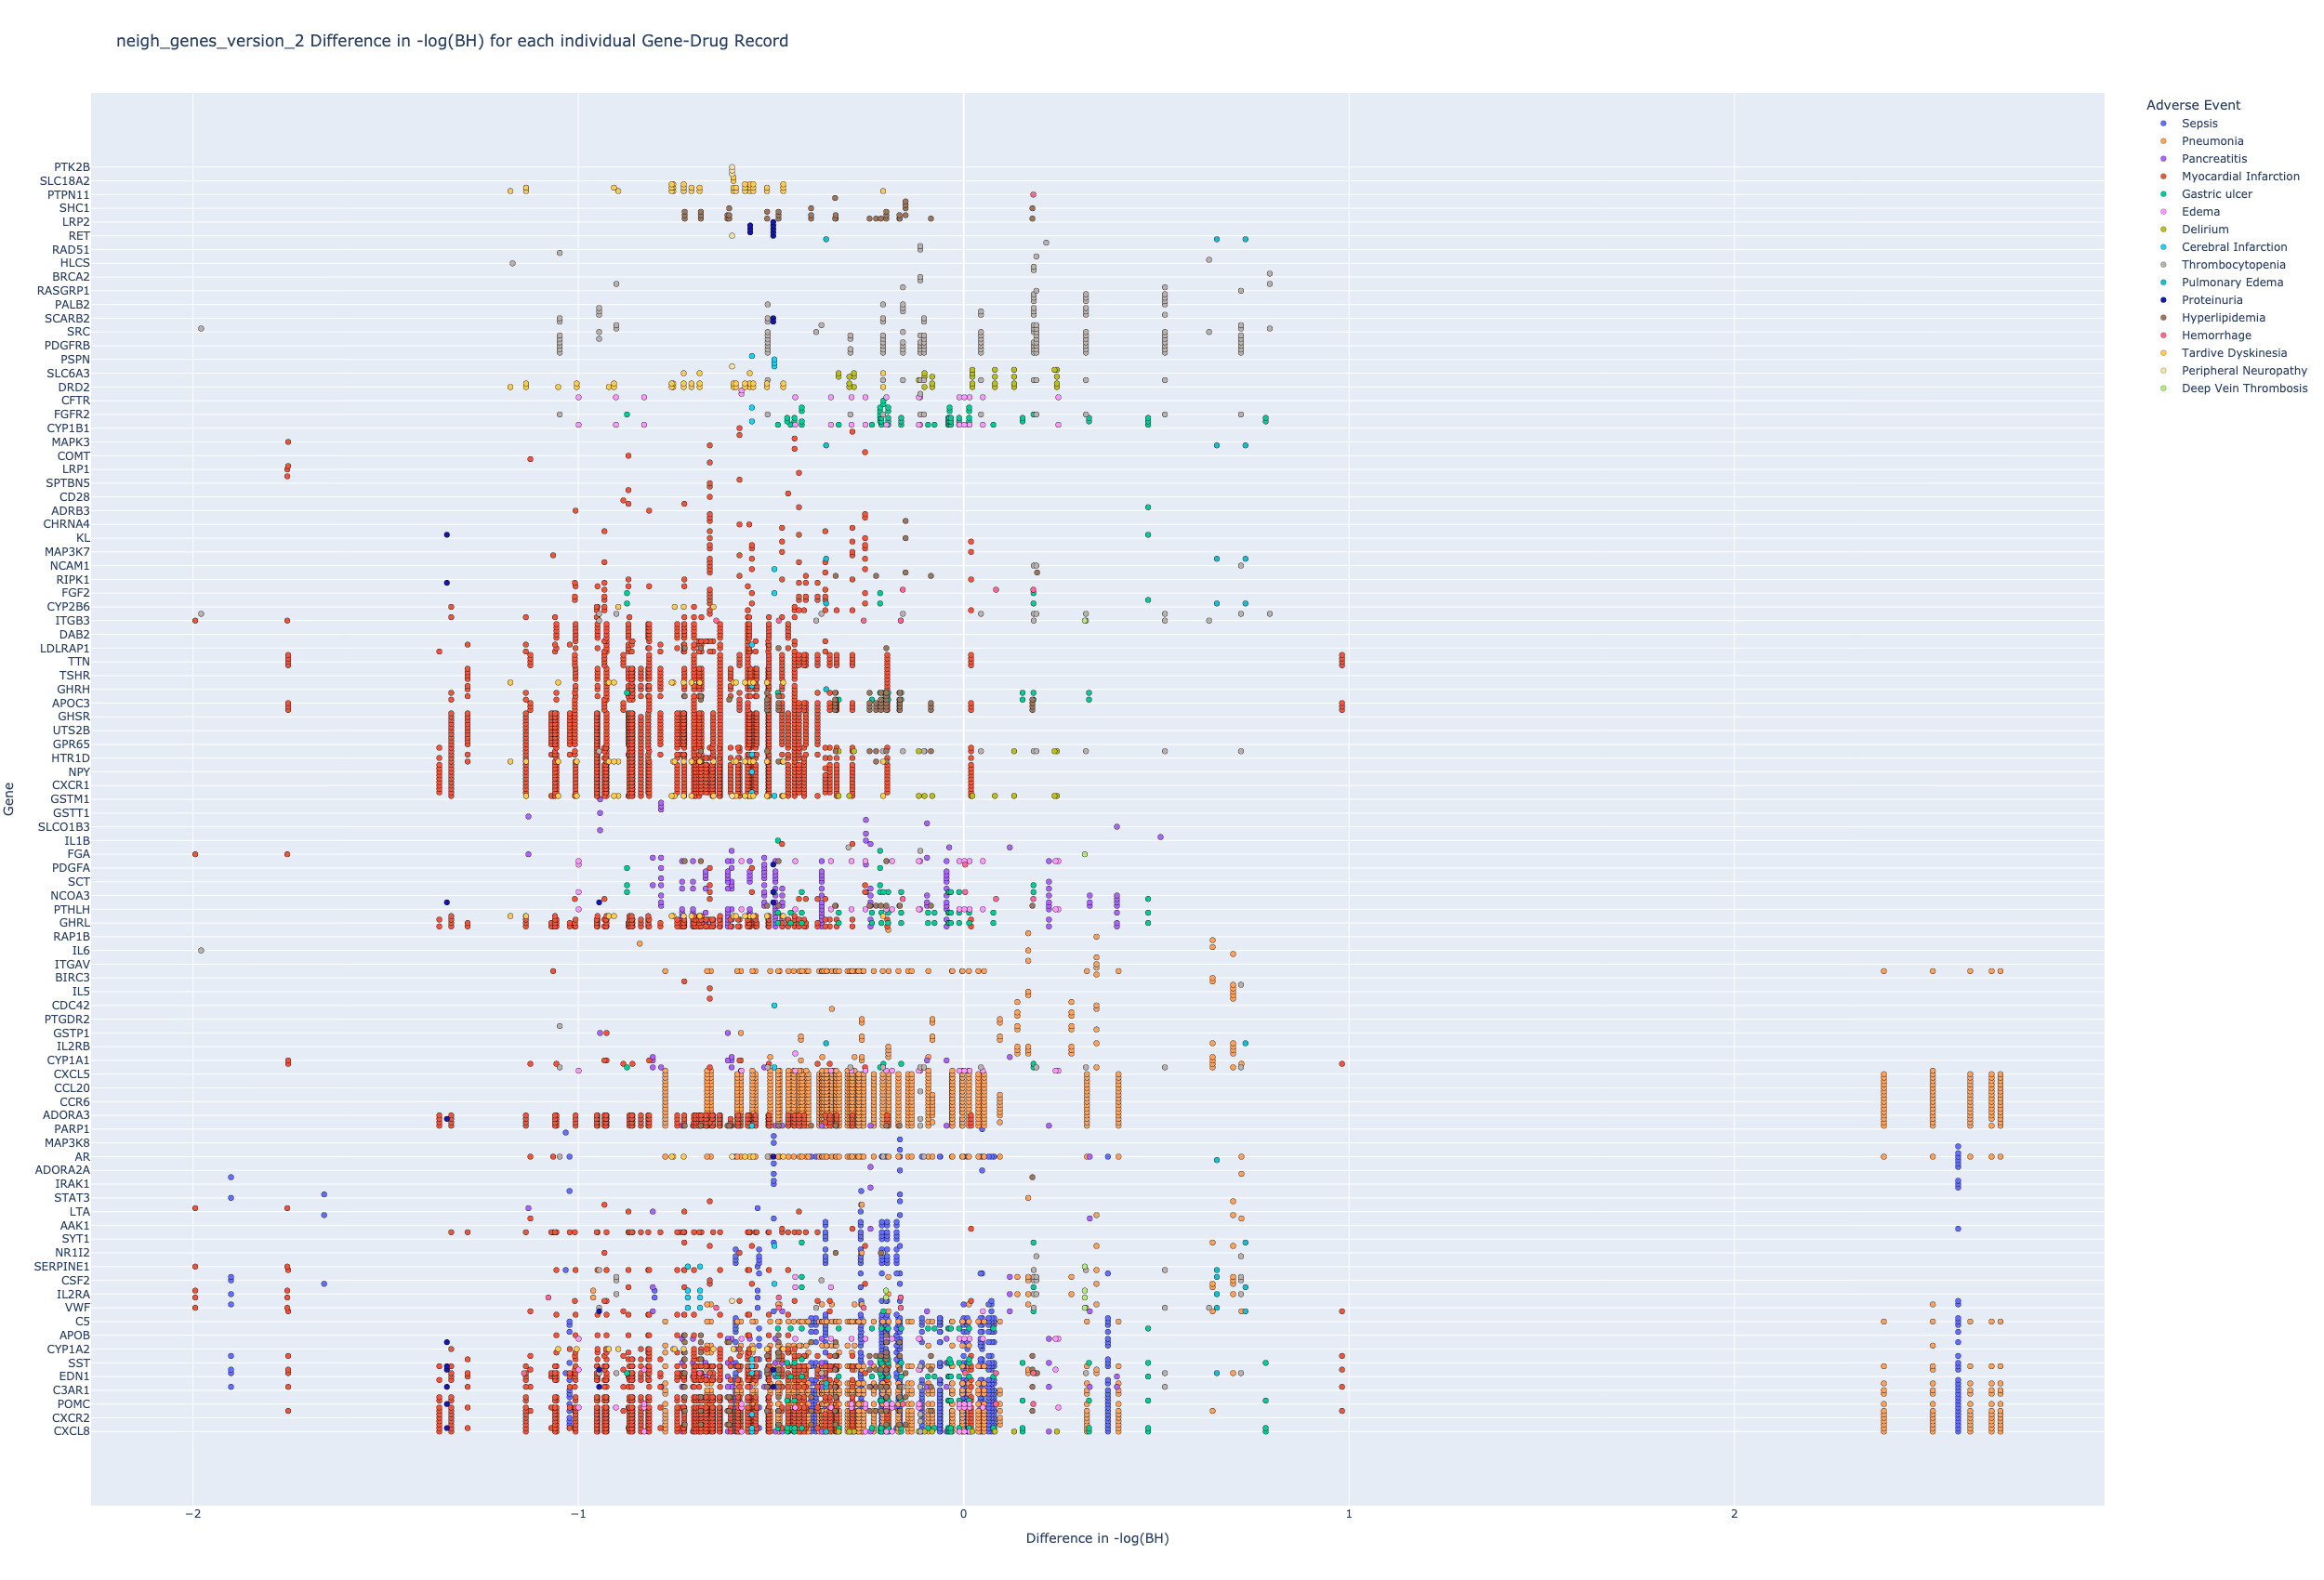 neigh_genes_version_2 Difference in -log(BH) for each individual Gene-Drug Record
Adverse Event
Sepsis
Pneumonia
Pancreatitis
Myocardial Infarction
Gastric ulcer
Edema
Delirium
Cerebral Infarction
Thrombocytopenia
Pulmonary Edema
Proteinuria
Hyperlipidemia
Hemorrhage
Tardive Dyskinesia
Peripheral Neuropathy
Deep Vein Thrombosis
Gene
PTK2B
SLC18A2
PTPN11
SHC1
LRP2
RET
RAD51
HLCS
BRCA2
RASGRP1
PALB2
SCARB2
SRC
PDGFRB
PSPN
SLC6A3
DRD2
CFTR
FGFR2
CYP1B1
MAPK3
COMT
LRP1
SPTBN5
CD28
ADRB3
CHRNA4
KL
MAP3K7
NCAM1
RIPK1
FGF2
CYP2B6
ITGB3
DAB2
LDLRAP1
TTN
TSHR
GHRH
APOC3
GHSR
UTS2B
GPR65
HTR1D
NPY
CXCR1
GSTM1
GSTT1
SLCO1B3
IL1B
FGA
PDGFA
SCT
NCOA3
PTHLH
GHRL
RAP1B
IL6
ITGAV
BIRC3
IL5
CDC42
PTGDR2
GSTP1
IL2RB
CYP1A1
CXCL5
CCL20
CCR6
ADORA3
PARP1
MAP3K8
AR
ADORA2A
IRAK1
STAT3
LTA
AAK1
SYT1
NR1I2
SERPINE1
CSF2
IL2RA
VWF
C5
APOB
CYP1A2
SST
EDN1
C3AR1
POMC
CXCR2
CXCL8
−2
−1
0
1
2
Difference in -log(BH)